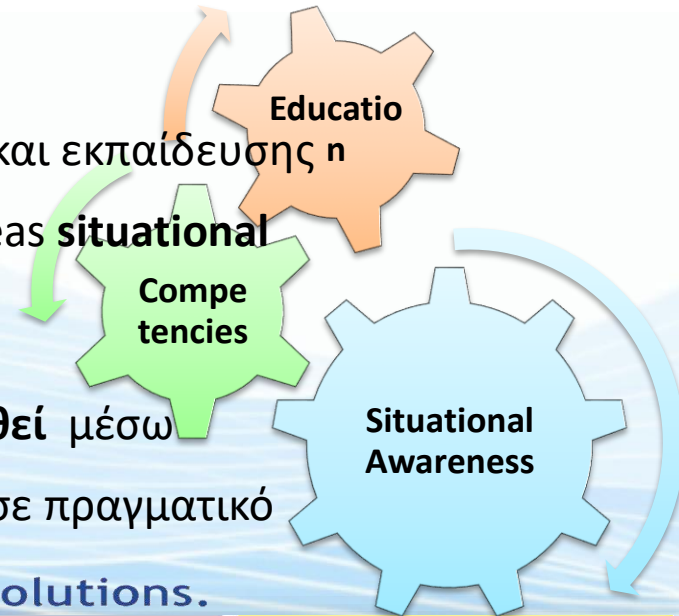 Educatio
και εκπαίδευσης n
eas situational
Compe
tencies
θεί μέσω
Situational
Awareness
σε πραγματικό
olutions.